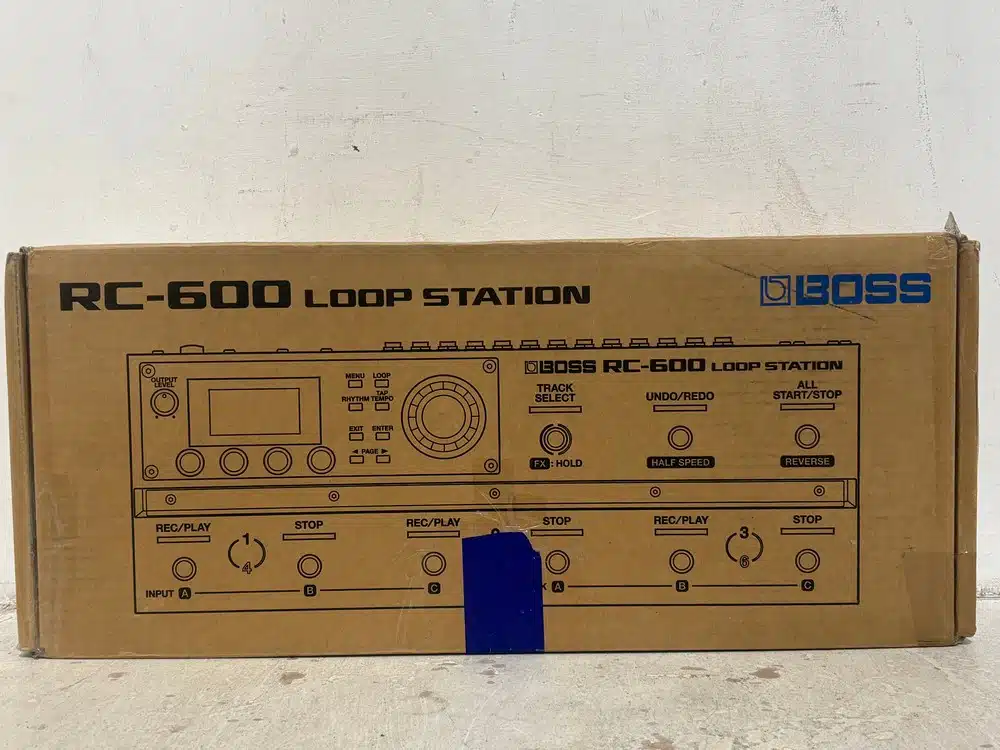 RC-600 LOOP STATION
BOSS
BOSS RC-600 LOOP STATION
OUTPUT
LEVEL
MENU LOOP
RHYTHM TAP TEMPO
EXIT ENTER
◀ PAGE ▶
TRACK
SELECT
UNDO/REDO
ALL
START/STOP
FX : HOLD
HALF SPEED
REVERSE
REC/PLAY 1 STOP REC/PLAY STOP REC/PLAY 3 STOP
4 6
INPUT A B C A B C